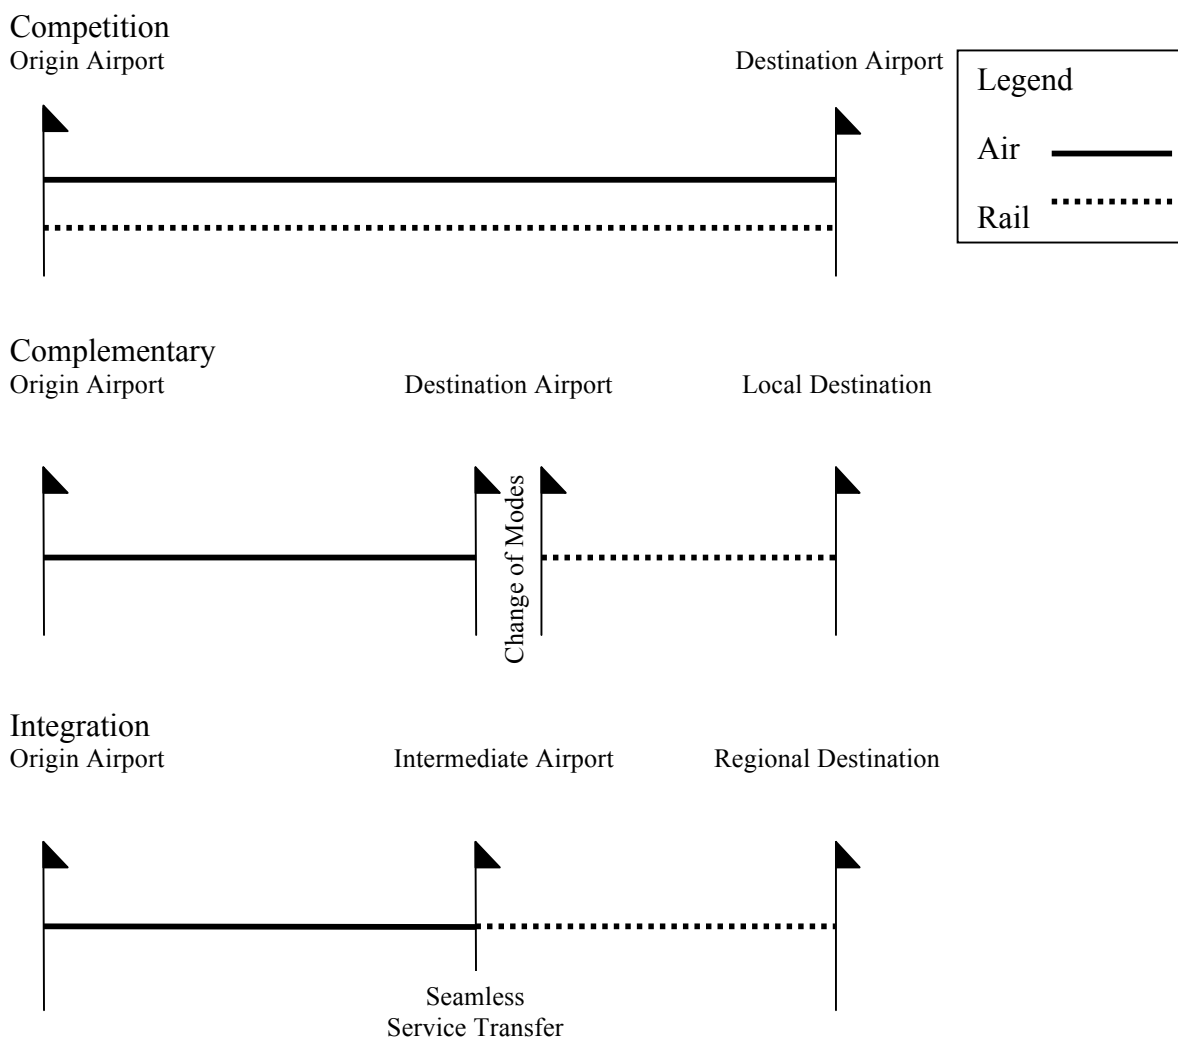 Competition
Origin Airport
Destination Airport
Legend
Air
Rail
Complementary
Origin Airport
Destination Airport
Local Destination
Change of Modes
Integration
Origin Airport
Intermediate Airport
Regional Destination
Seamless
Service Transfer